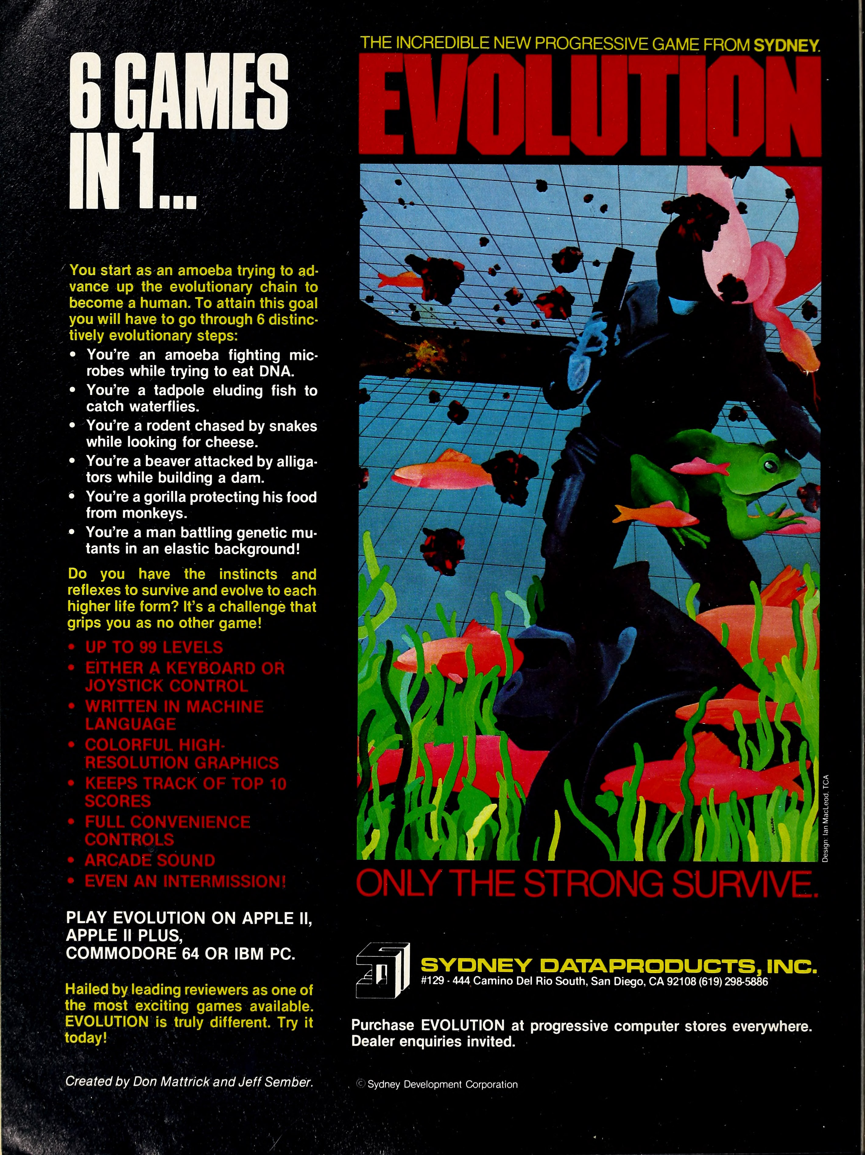 6 GAMES
IN 1...
You start as an amoeba trying to ad-
vance up the evolutionary chain to
become a human. To attain this goal
you will have to go through 6 distinc-
tively evolutionary steps:
• You're an amoeba fighting mic-
robes while trying to eat DNA.
• You're a tadpole eluding fish to
catch waterflies.
• You're a rodent chased by snakes
while looking for cheese.
• You're a beaver attacked by alliga-
tors while building a dam.
• You're a gorilla protecting his food
from monkeys.
• You're a man battling genetic mu-
tants in an elastic background!
Do you have the instincts and
reflexes to survive and evolve to each
higher life form? It's a challenge that
grips you as no other game!
• UP TO 99 LEVELS
• EITHER A KEYBOARD OR
JOYSTICK CONTROL
• WRITTEN IN MACHINE
LANGUAGE
• COLORFUL HIGH-
RESOLUTION GRAPHICS
• KEEPS TRACK OF TOP 10
SCORES
• FULL CONVENIENCE
CONTROLS
• ARCADE SOUND
• EVEN AN INTERMISSION!
PLAY EVOLUTION ON APPLE II,
APPLE II PLUS,
COMMODORE 64 OR IBM PC.
Hailed by leading reviewers as one of
the most exciting games available.
EVOLUTION is truly different. Try it
today!
Created by Don Mattrick and Jeff Sember.
THE INCREDIBLE NEW PROGRESSIVE GAME FROM SYDNEY.
EVOLUTION
Design: Ian MacLeod, TCA
ONLY THE STRONG SURVIVE.
SYDNEY DATAPRODUCTS, INC.
#129 - 444 Camino Del Rio South, San Diego, CA 92108 (619) 298-5886
Purchase EVOLUTION at progressive computer stores everywhere.
Dealer enquiries invited.
© Sydney Development Corporation